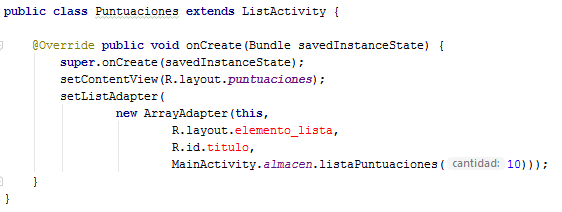 public class Puntuaciones extends ListActivity {
@Override public void onCreate(Bundle savedInstanceState) {
super.onCreate(savedInstanceState);
setContentView(R.layout.puntuaciones);
setListAdapter(
new ArrayAdapter(this,
R.layout.elemento_lista,
R.id.titulo,
MainActivity.almacen.listaPuntuaciones( cantidad: 10)));
}
}